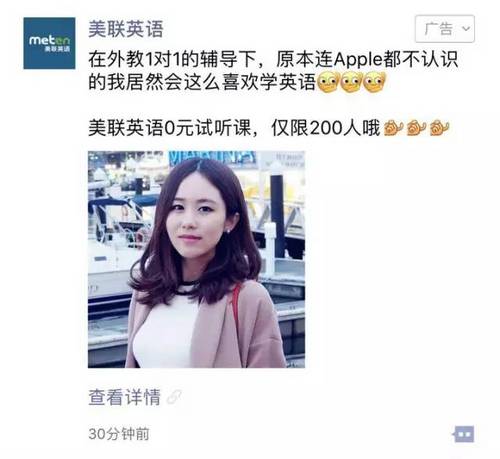 美联英语
广告
meten
美联英语
在外教1对1的辅导下，原本连Apple都不认识
的我居然会这么喜欢学英语
美联英语0元试听课，仅限200人哦
MARINA
查看详情
30分钟前